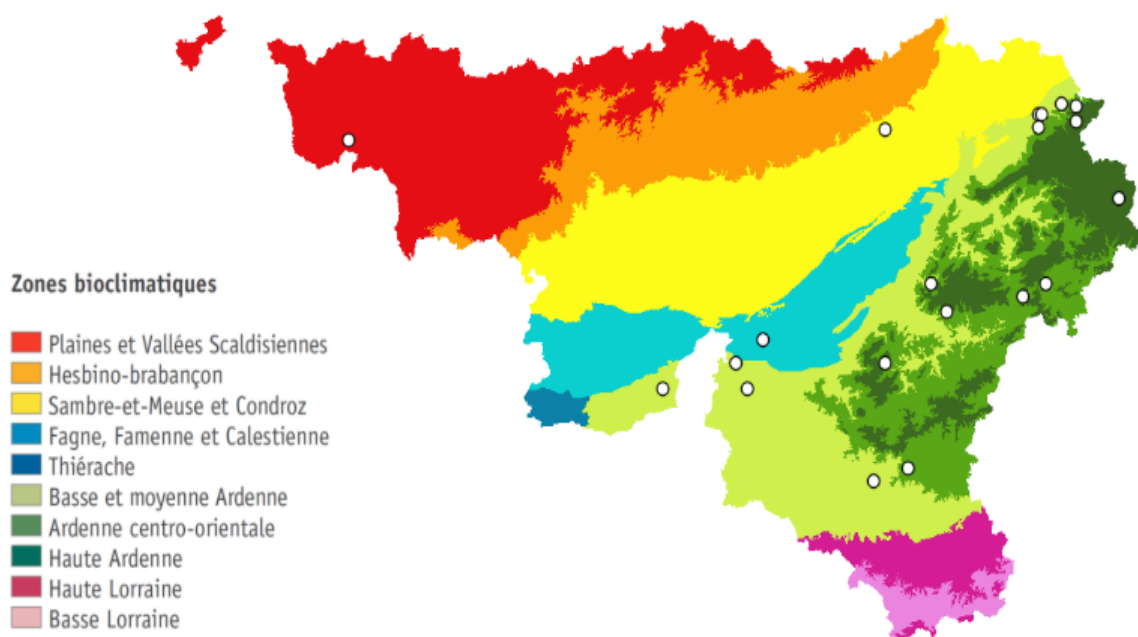 Zones bioclimatiques
Plaines et Vallées Scaldisiennes
Hesbino-brabançon
Sambre-et-Meuse et Condroz
Fagne, Famenne et Calestienne
Thiérache
Basse et moyenne Ardenne
Ardenne centro-orientale
Haute Ardenne
Haute Lorraine
Basse Lorraine